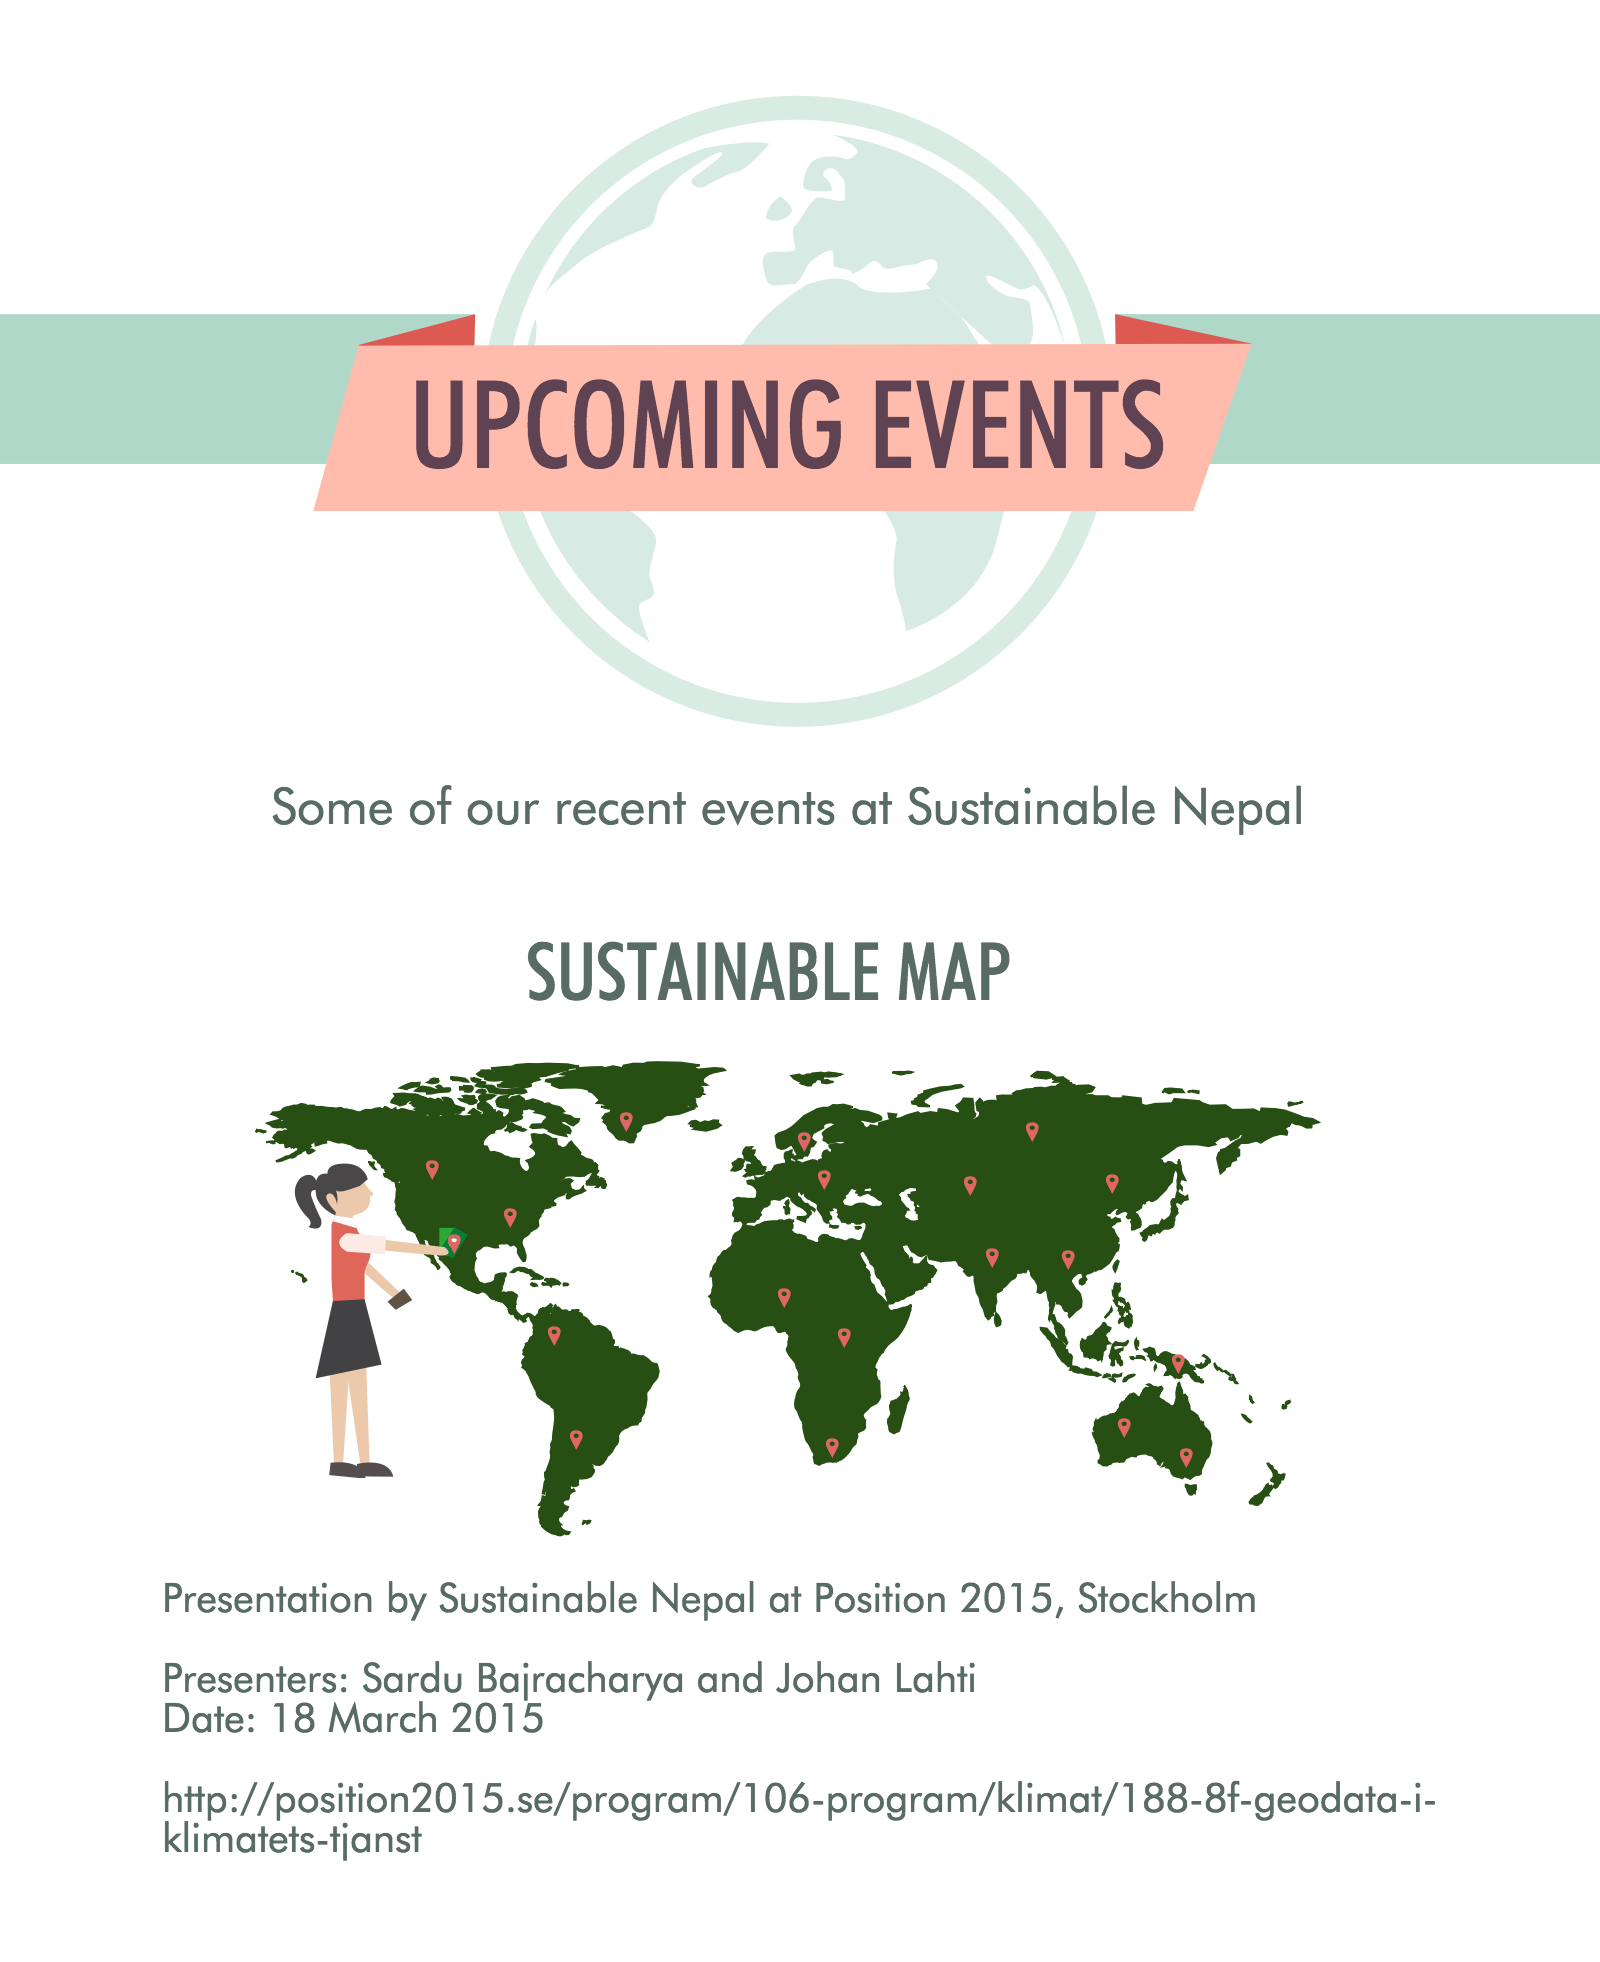 UPCOMING EVENTS
Some of our recent events at Sustainable Nepal
SUSTAINABLE MAP
Presentation by Sustainable Nepal at Position 2015, Stockholm
Presenters: Sardu Bajracharya and Johan Lahti
Date: 18 March 2015
http://position2015.se/program/106-program/klimat/188-8f-geodata-i-
klimatets-tjanst